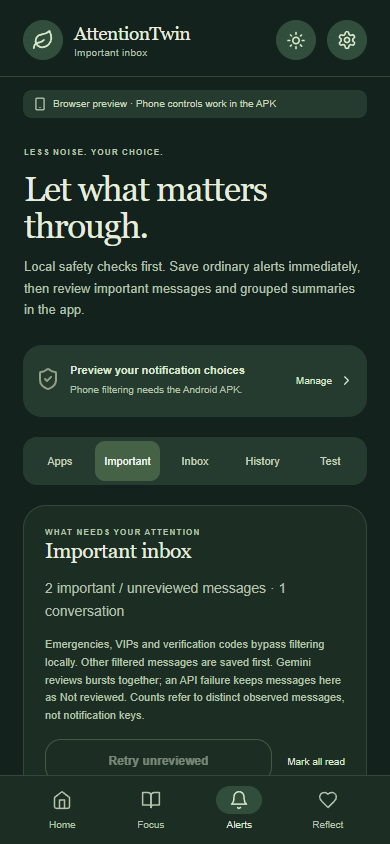 AttentionTwin
Important inbox
Browser preview · Phone controls work in the APK
LESS NOISE. YOUR CHOICE.
Let what matters
through.
Local safety checks first. Save ordinary alerts immediately,
then review important messages and grouped summaries
in the app.
Preview your notification choices
Phone filtering needs the Android APK.
Manage
Apps
Important
Inbox
History
Test
WHAT NEEDS YOUR ATTENTION
Important inbox
2 important / unreviewed messages · 1
conversation
Emergencies, VIPs and verification codes bypass filtering
locally. Other filtered messages are saved first. Gemini
reviews bursts together; an API failure keeps messages here
as Not reviewed. Counts refer to distinct observed messages,
not notification keys.
Retry unreviewed
Mark all read
Home
Focus
Alerts
Reflect